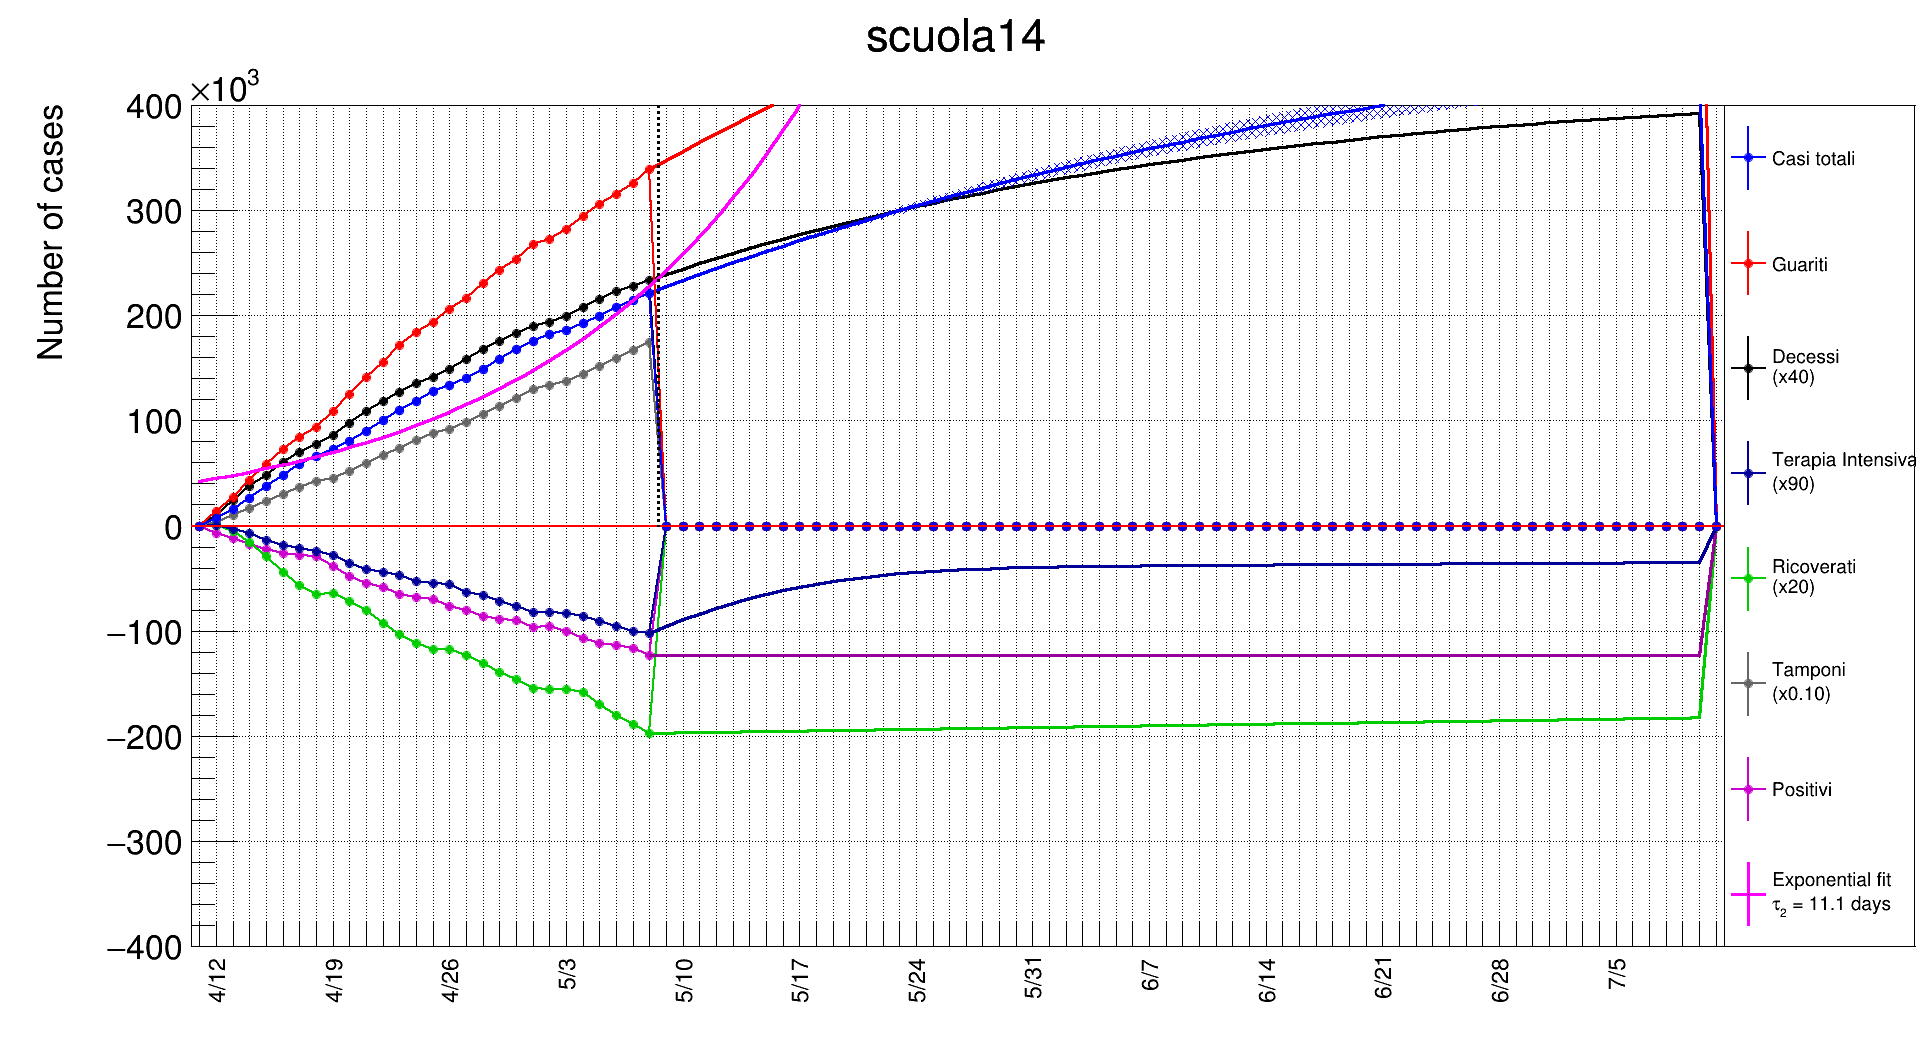 scuola14
×10³
Number of cases
400
300
200
100
0
−100
−200
−300
−400
4/12
4/19
4/26
5/3
5/10
5/17
5/24
5/31
6/7
6/14
6/21
6/28
7/5
Casi totali
Guariti
Decessi
(x40)
Terapia Intensiva
(x90)
Ricoverati
(x20)
Tamponi
(x0.10)
Positivi
Exponential fit
τ₂ = 11.1 days